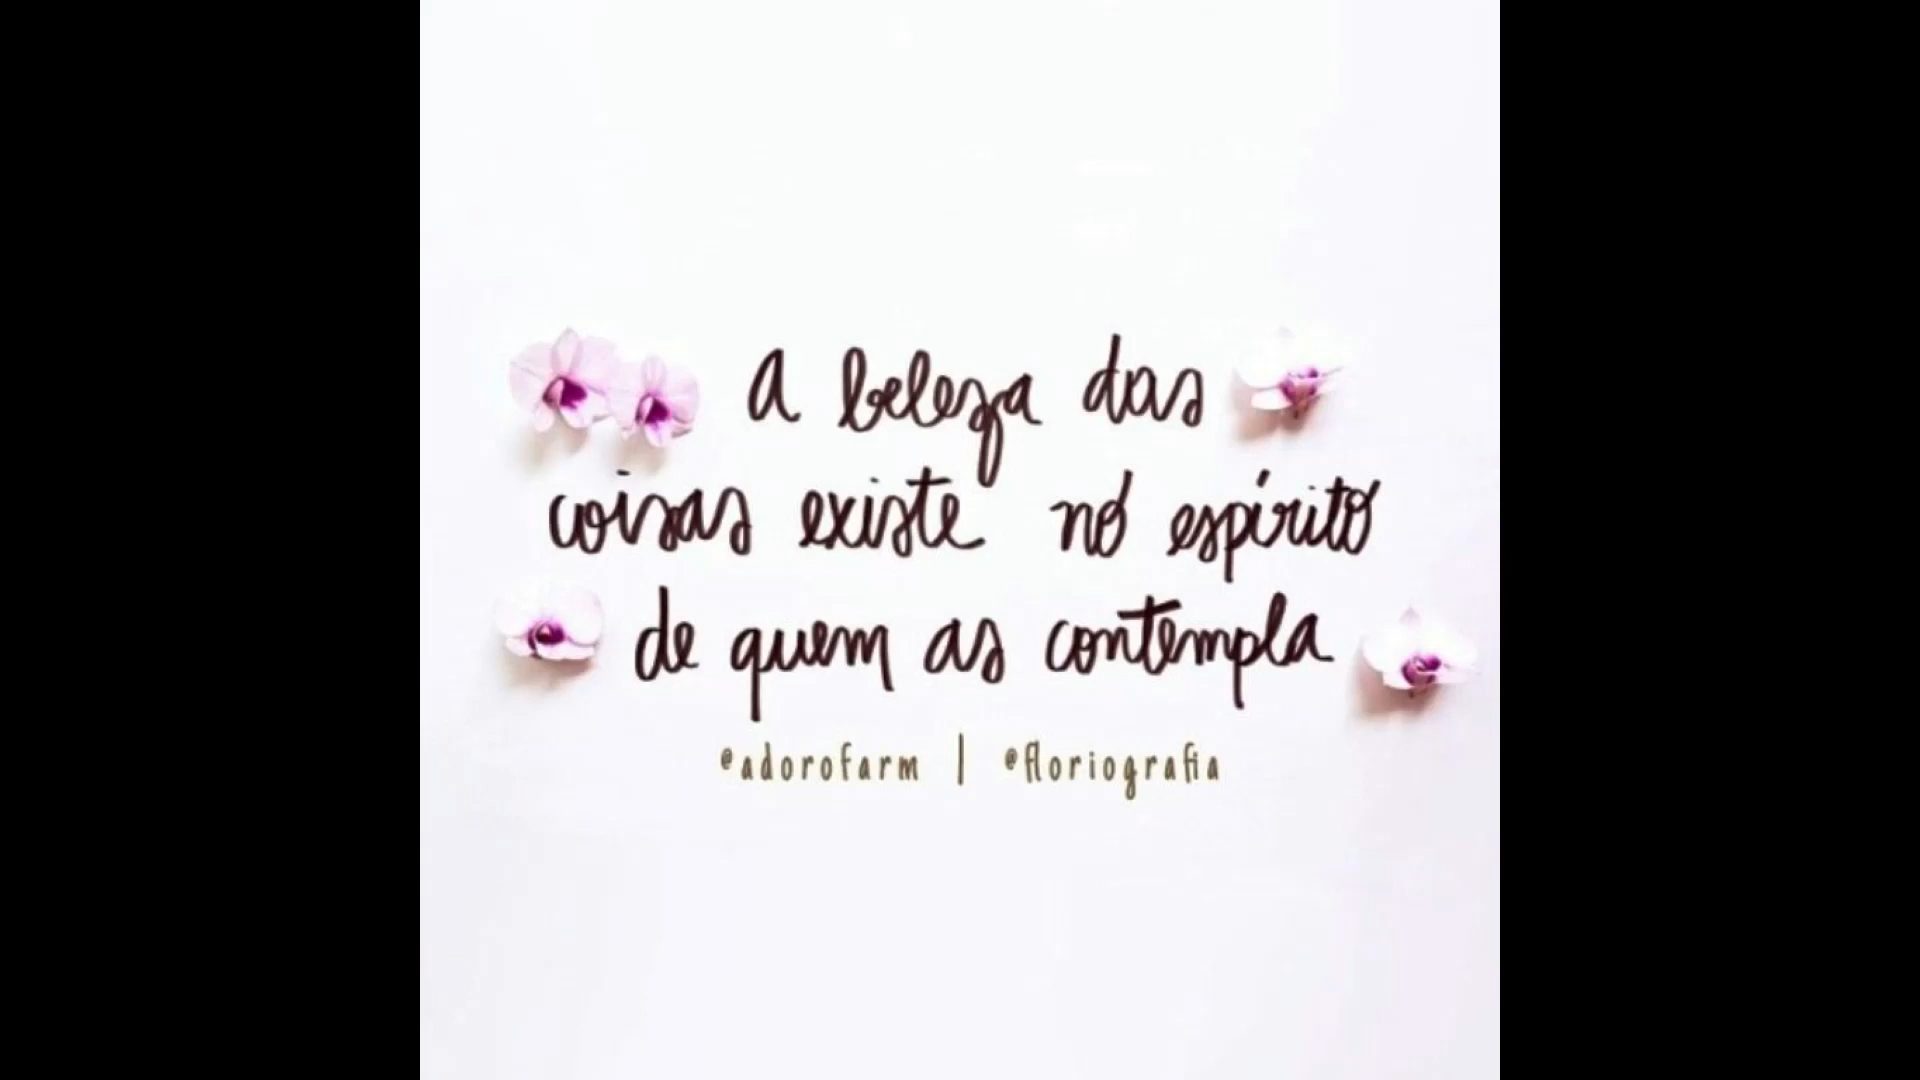 A beleza das
coisas existe no espírito
de quem as contempla
@adorofarm | @floriografia